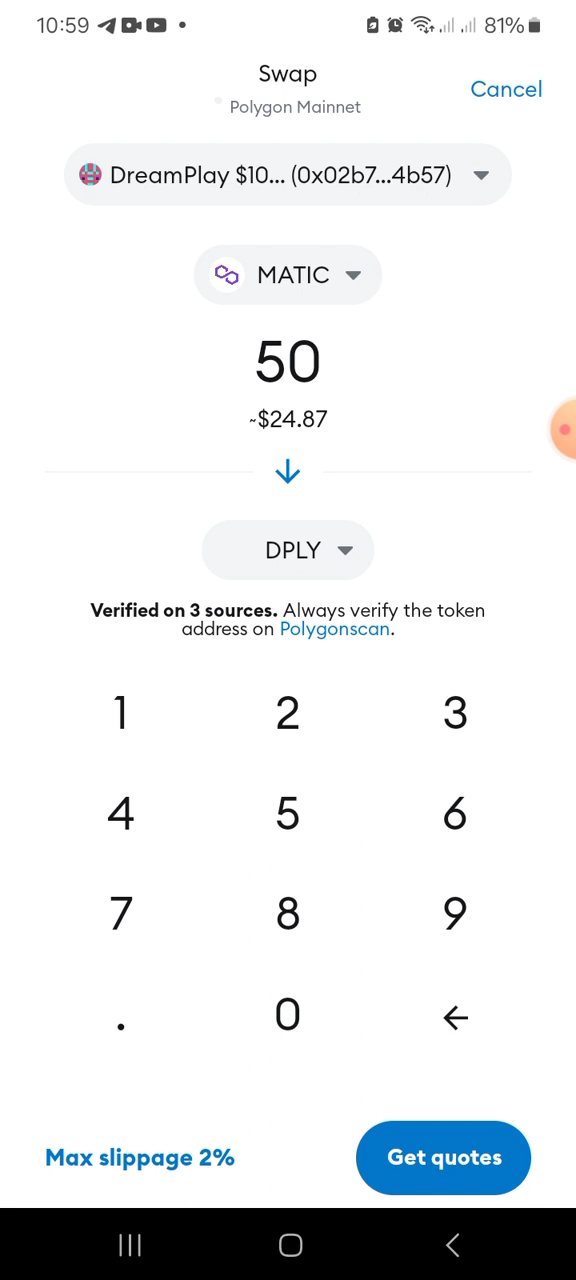 10:59 81%
Swap
Polygon Mainnet
Cancel
DreamPlay $10... (0x02b7...4b57)
MATIC
50
~$24.87
DPLY
Verified on 3 sources. Always verify the token
address on Polygonscan.
1 2 3
4 5 6
7 8 9
. 0
Max slippage 2%
Get quotes